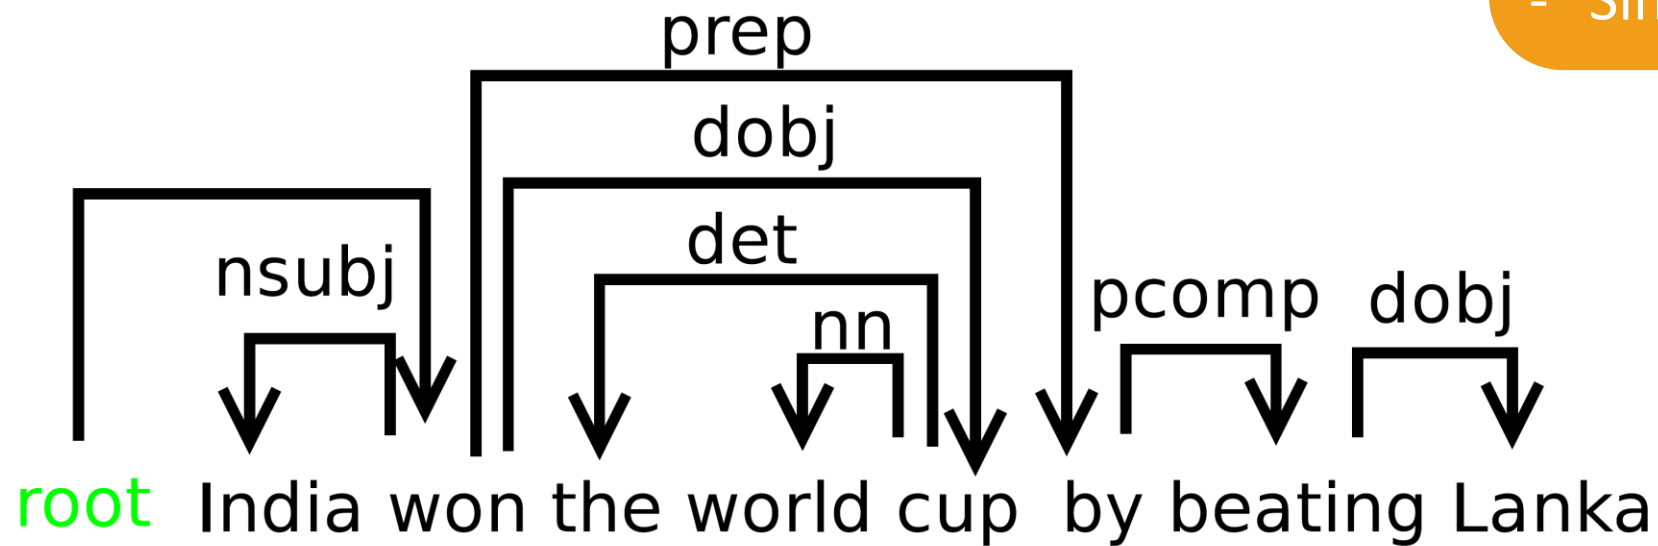 prep
dobj
det
nsubj
nn
pcomp dobj
root India won the world cup by beating Lanka